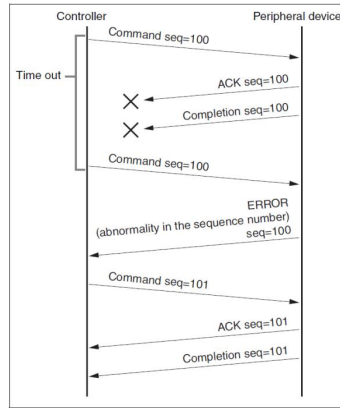 Controller
Peripheral device
Command seq=100
Time out
ACK seq=100
Completion seq=100
Command seq=100
ERROR
(abnormality in the sequence number)
seq=100
Command seq=101
ACK seq=101
Completion seq=101